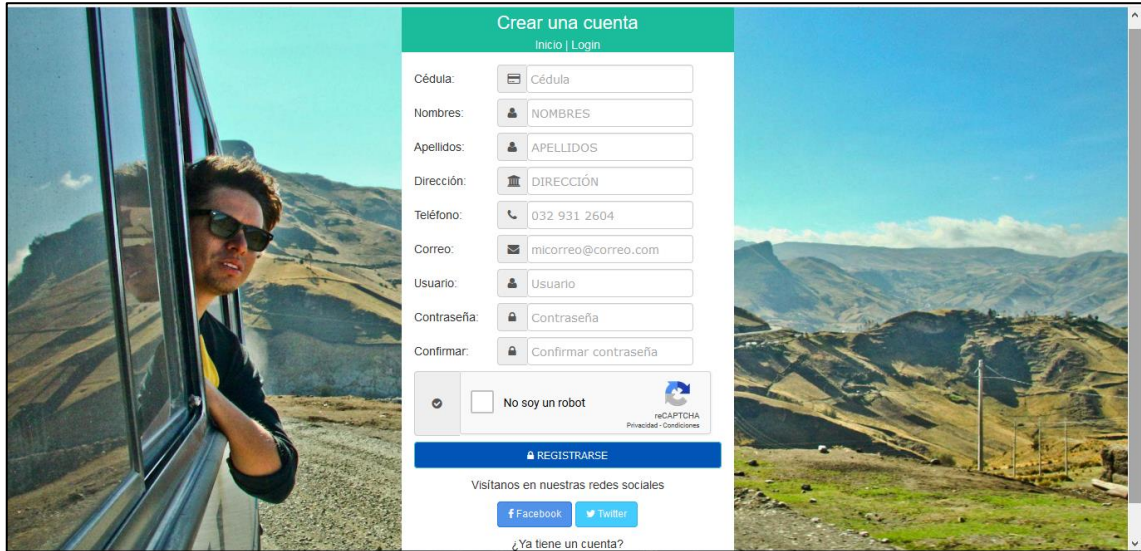 Crear una cuenta
Inicio | Login
Cédula: Cédula
Nombres: NOMBRES
Apellidos: APELLIDOS
Dirección: DIRECCIÓN
Teléfono: 032 931 2604
Correo: micorreo@correo.com
Usuario: Usuario
Contraseña: Contraseña
Confirmar: Confirmar contraseña
No soy un robot
reCAPTCHA
Privacidad - Condiciones
REGISTRARSE
Visítanos en nuestras redes sociales
Facebook Twitter
¿Ya tiene un cuenta?